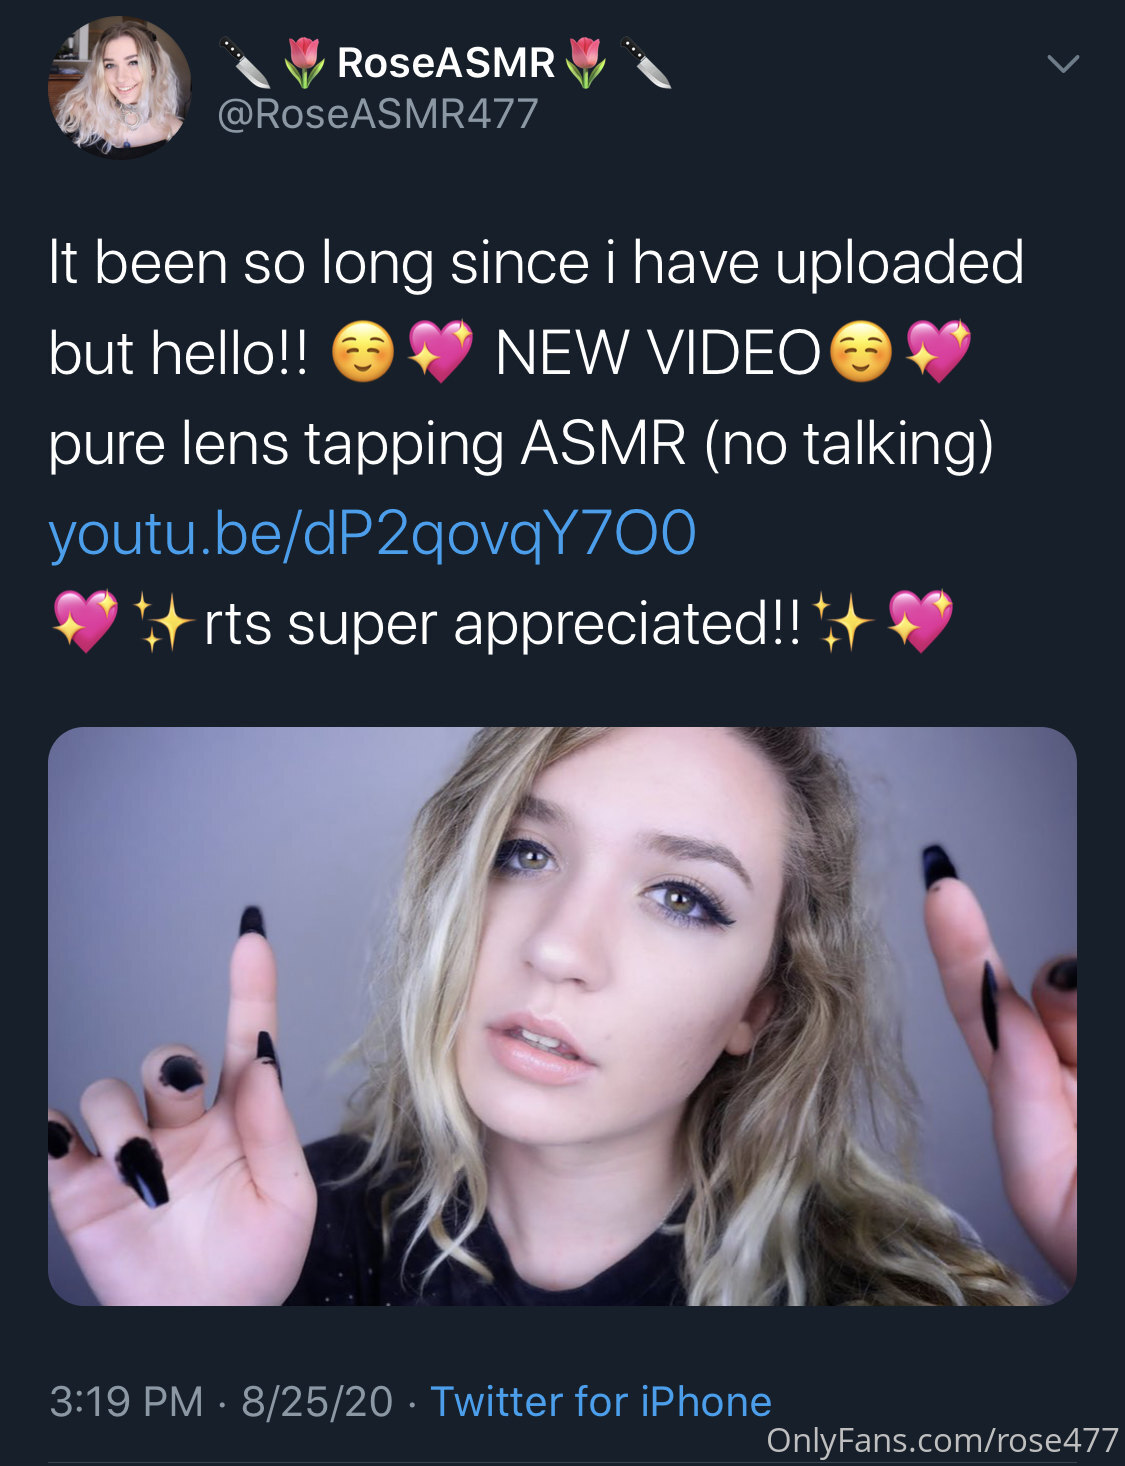 🔪🌷RoseASMR🌷🔪
@RoseASMR477
It been so long since i have uploaded
but hello!! ☺️💖 NEW VIDEO☺️💖
pure lens tapping ASMR (no talking)
youtu.be/dP2qovqY7O0
💖✨rts super appreciated!!✨💖
3:19 PM · 8/25/20 · Twitter for iPhone
OnlyFans.com/rose477